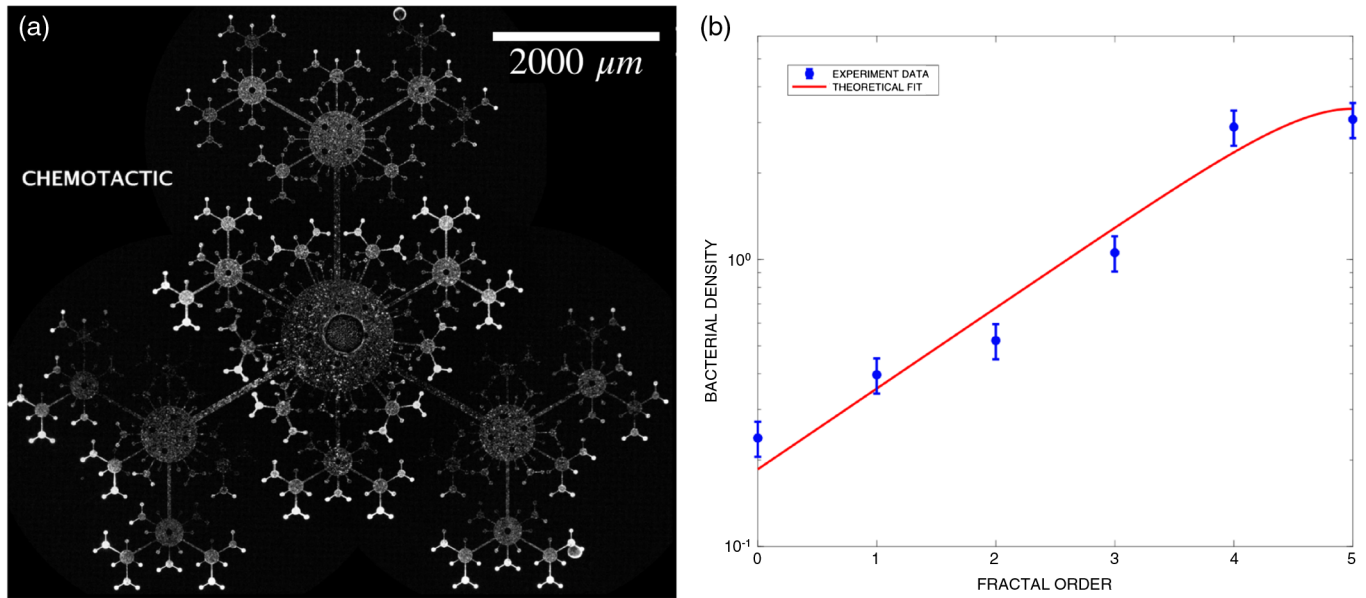 (a)
2000 μm
CHEMOTACTIC
(b)
EXPERIMENT DATA
THEORETICAL FIT
BACTERIAL DENSITY
10⁰
10⁻¹
0 1 2 3 4 5
FRACTAL ORDER